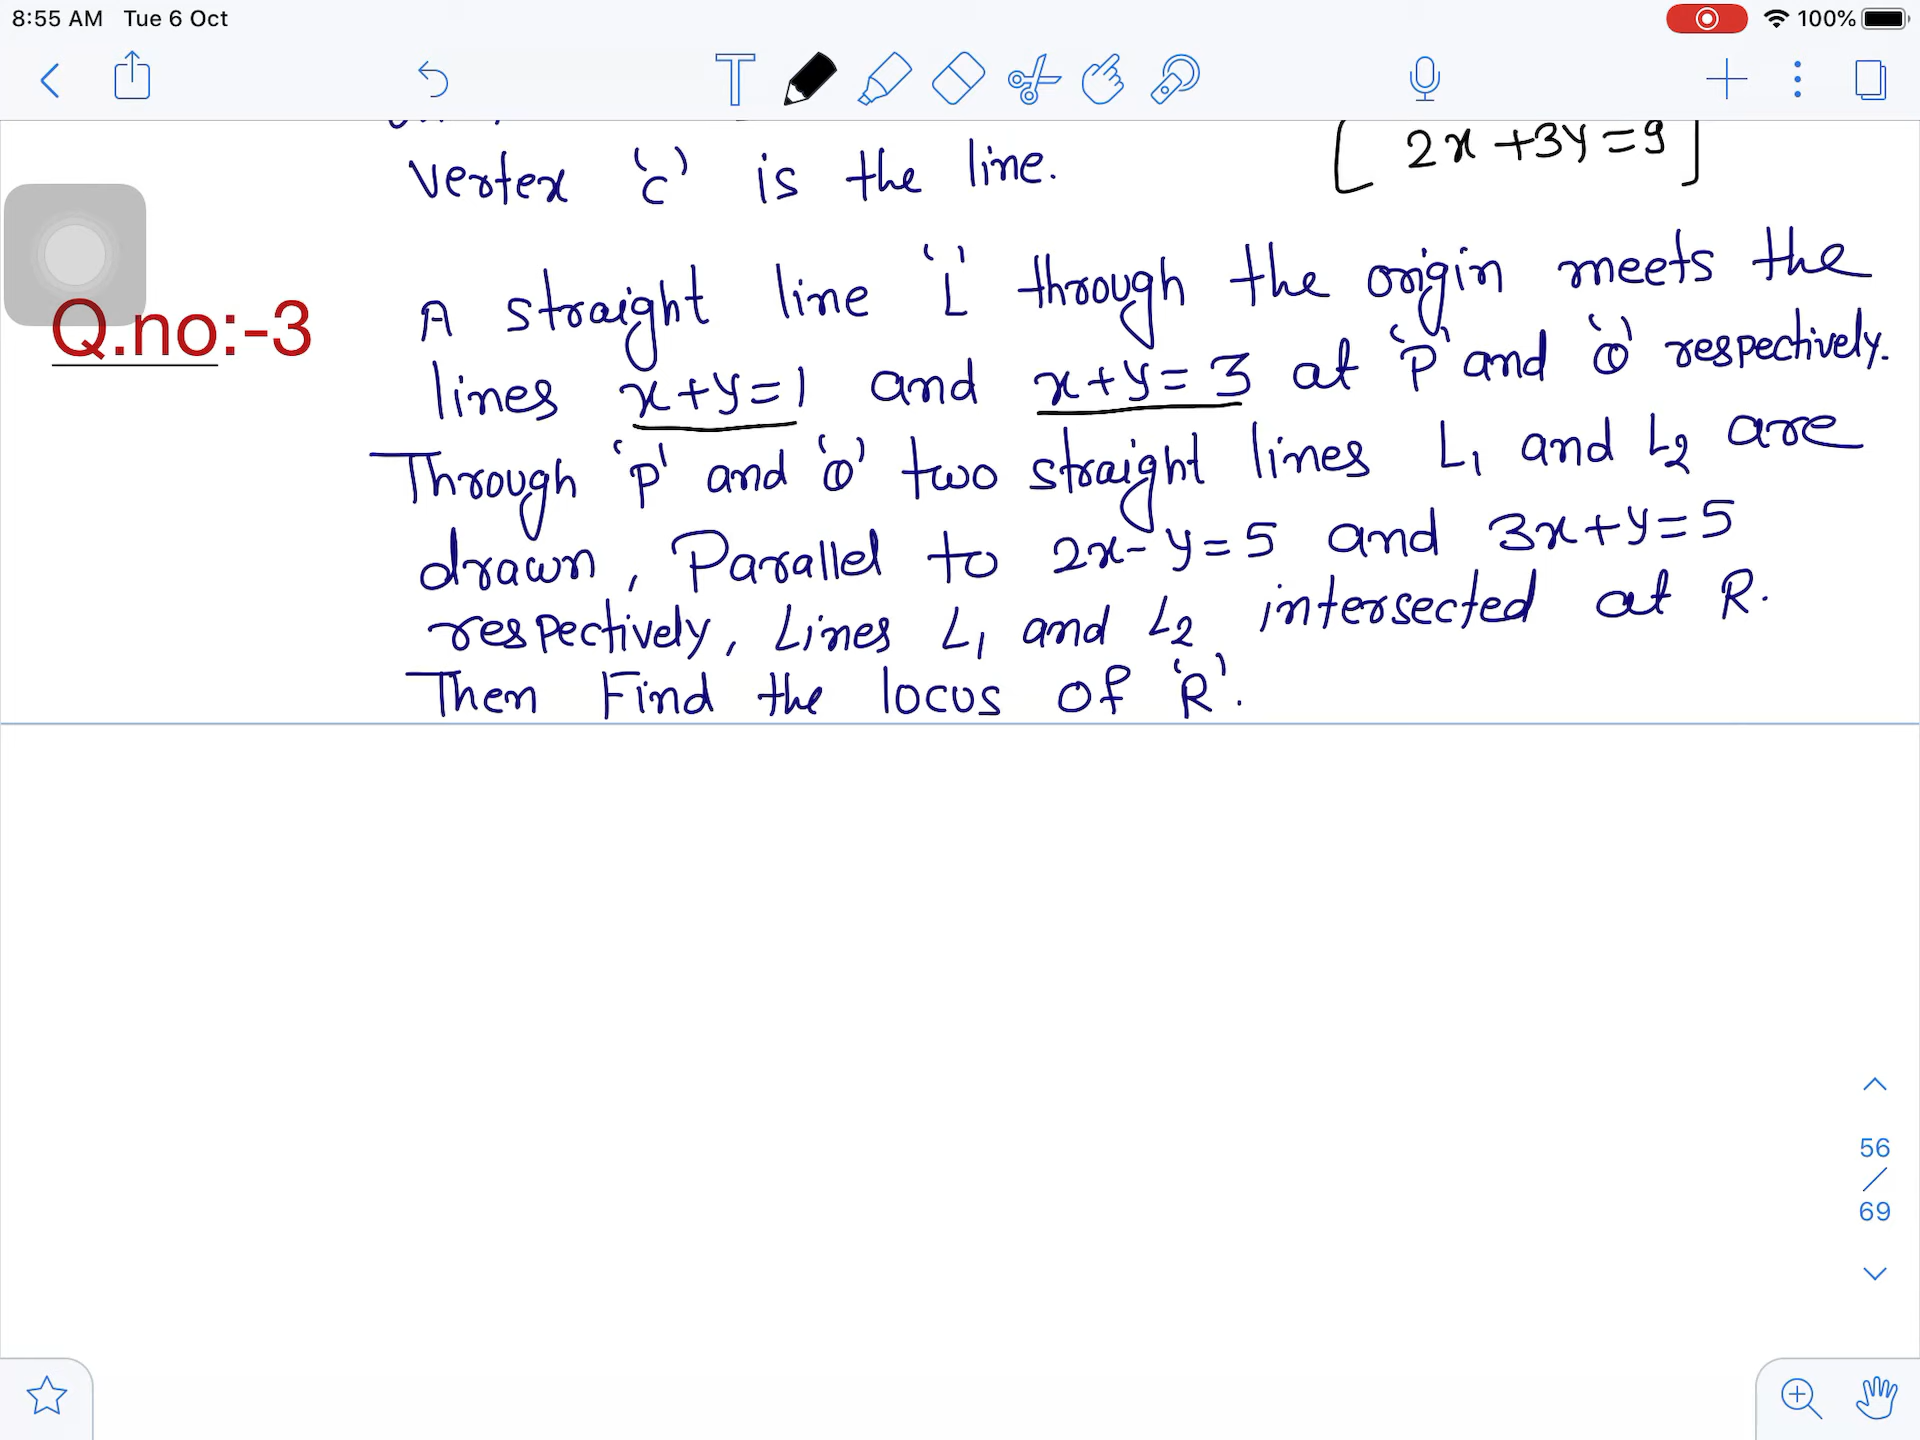 8:55 AM Tue 6 Oct
100%
T
2x+3y=9
vertex 'c' is the line.
Q.no:-3
A straight line 'L' through the origin meets the
lines x+y=1 and x+y=3 at 'P' and 'Q' respectively.
Through 'P' and 'Q' two straight lines L1 and L2 are
drawn, Parallel to 2x-y=5 and 3x+y=5
respectively, Lines L1 and L2 intersected at R.
Then Find the locus of 'R'.
56
/
69